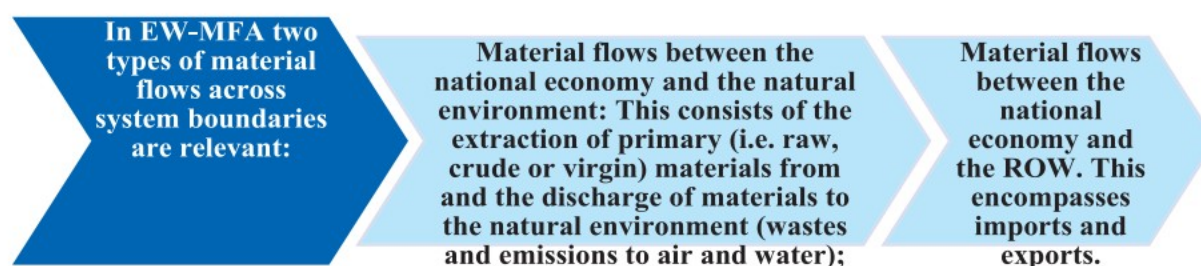 In EW-MFA two
types of material
flows across
system boundaries
are relevant:
Material flows between the
national economy and the natural
environment: This consists of the
extraction of primary (i.e. raw,
crude or virgin) materials from
and the discharge of materials to
the natural environment (wastes
and emissions to air and water);
Material flows
between the
national
economy and
the ROW. This
encompasses
imports and
exports.